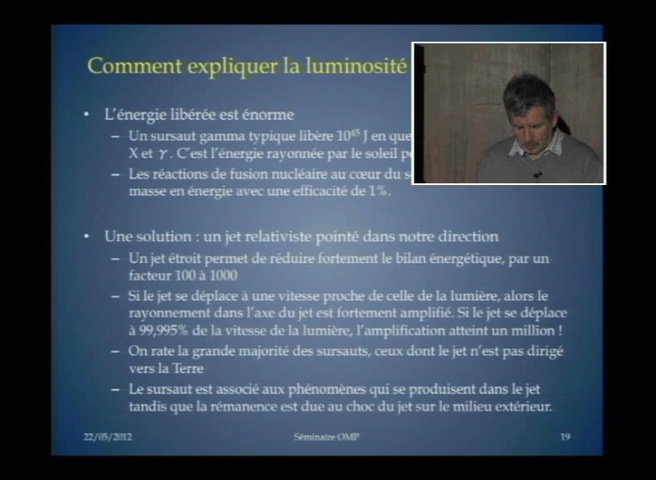 Comment expliquer la luminosité
• L'énergie libérée est énorme
– Un sursaut gamma typique libère 10⁴⁵ J en que
X et γ. C'est l'énergie rayonnée par le soleil
– Les réactions de fusion nucléaire au cœur du
masse en énergie avec une efficacité de 1%.
• Une solution : un jet relativiste pointé dans notre direction
– Un jet étroit permet de réduire fortement le bilan énergétique, par un
facteur 100 à 1000
– Si le jet se déplace à une vitesse proche de celle de la lumière, alors le
rayonnement dans l'axe du jet est fortement amplifié. Si le jet se déplace
à 99,995% de la vitesse de la lumière, l'amplification atteint un million !
– On rate la grande majorité des sursauts, ceux dont le jet n'est pas dirigé
vers la Terre
– Le sursaut est associé aux phénomènes qui se produisent dans le jet
tandis que la rémanence est due au choc du jet sur le milieu extérieur.
22/05/2012 Séminaire OMP 19